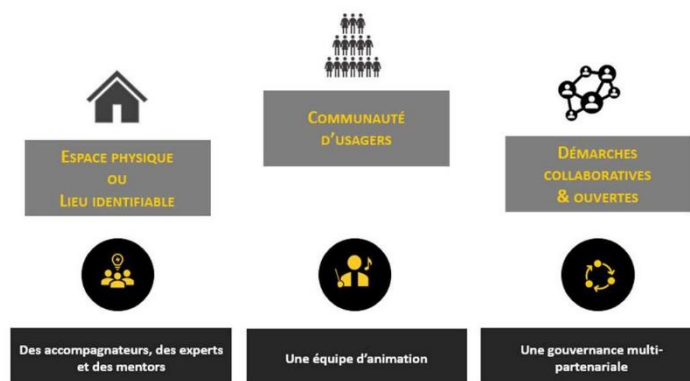 COMMUNAUTÉ
D'USAGERS
ESPACE PHYSIQUE
OU
LIEU IDENTIFIABLE
DÉMARCHES
COLLABORATIVES
& OUVERTES
Des accompagnateurs, des experts
et des mentors
Une équipe d'animation
Une gouvernance multi-
partenariale